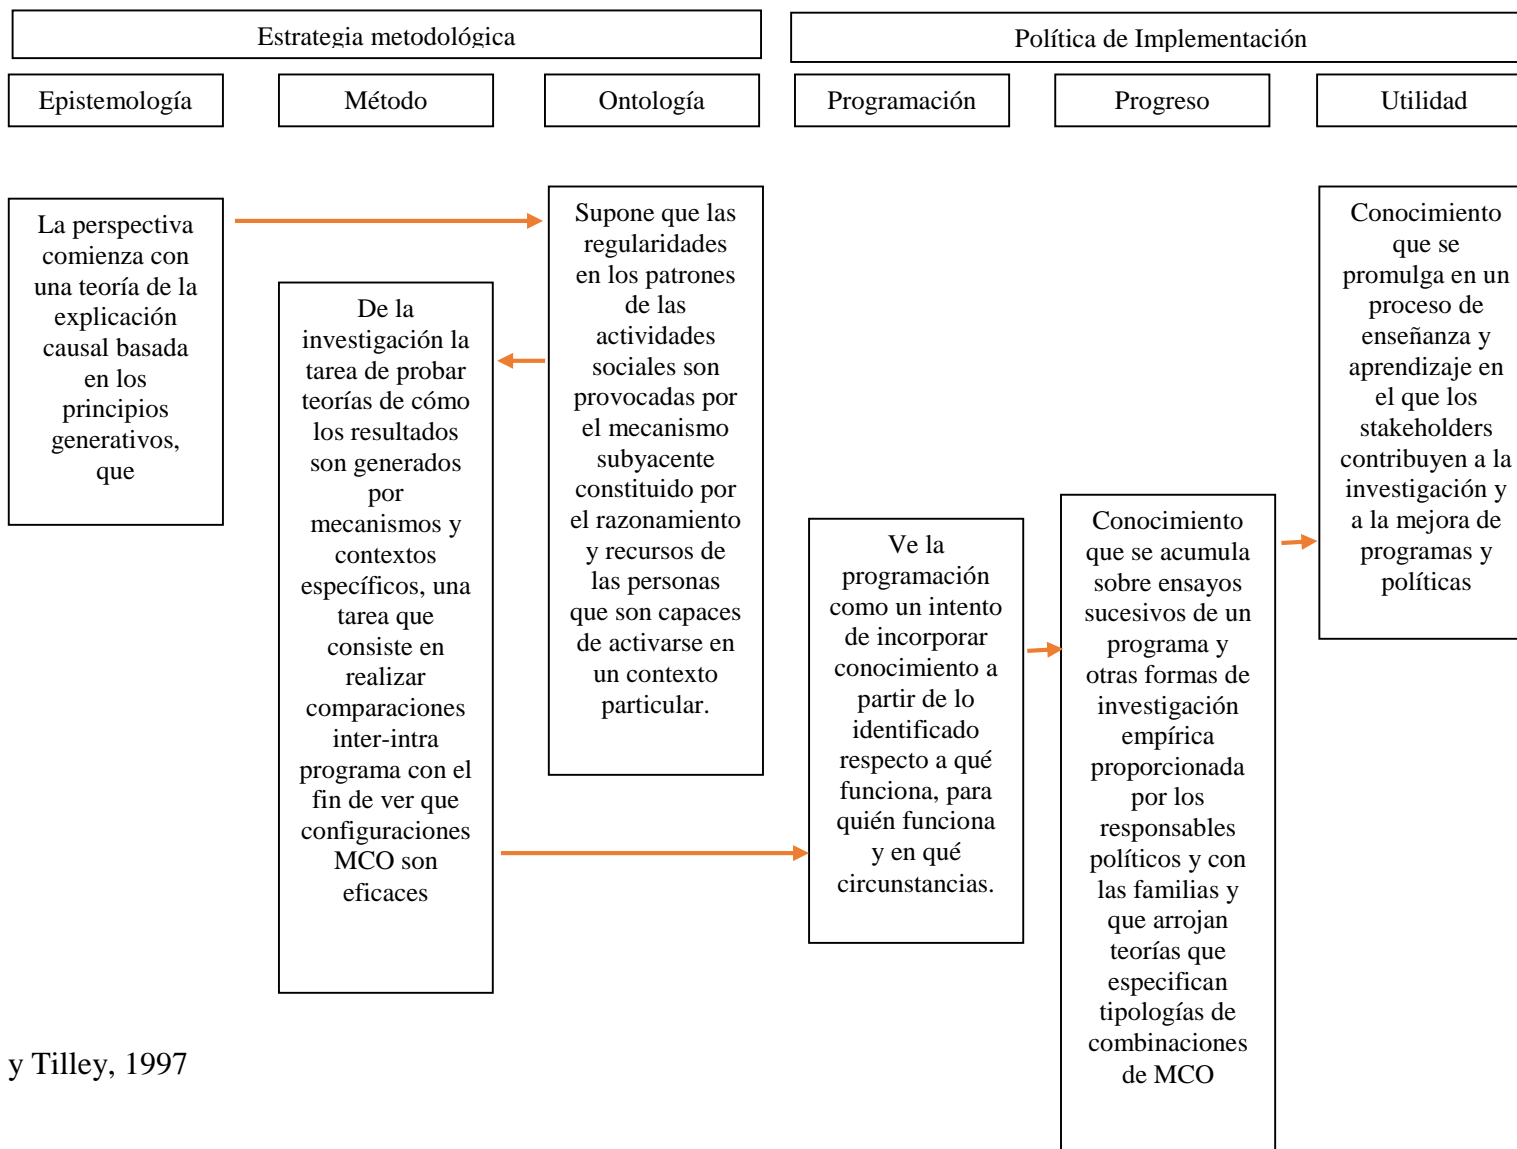 Estrategia metodológica
Política de Implementación
Epistemología
Método
Ontología
Programación
Progreso
Utilidad
La perspectiva
comienza con
una teoría de la
explicación
causal basada
en los
principios
generativos,
que
De la
investigación la
tarea de probar
teorías de cómo
los resultados
son generados
por
mecanismos y
contextos
específicos, una
tarea que
consiste en
realizar
comparaciones
inter-intra
programa con el
fin de ver que
configuraciones
MCO son
eficaces
Supone que las
regularidades
en los patrones
de las
actividades
sociales son
provocadas por
el mecanismo
subyacente
constituido por
el razonamiento
y recursos de
las personas
que son capaces
de activarse en
un contexto
particular.
Ve la
programación
como un intento
de incorporar
conocimiento a
partir de lo
identificado
respecto a qué
funciona, para
quién funciona
y en qué
circunstancias.
Conocimiento
que se acumula
sobre ensayos
sucesivos de un
programa y
otras formas de
investigación
empírica
proporcionada
por los
responsables
políticos y con
las familias y
que arrojan
teorías que
especifican
tipologías de
combinaciones
de MCO
Conocimiento
que se
promulga en un
proceso de
enseñanza y
aprendizaje en
el que los
stakeholders
contribuyen a la
investigación y
a la mejora de
programas y
políticas
y Tilley, 1997